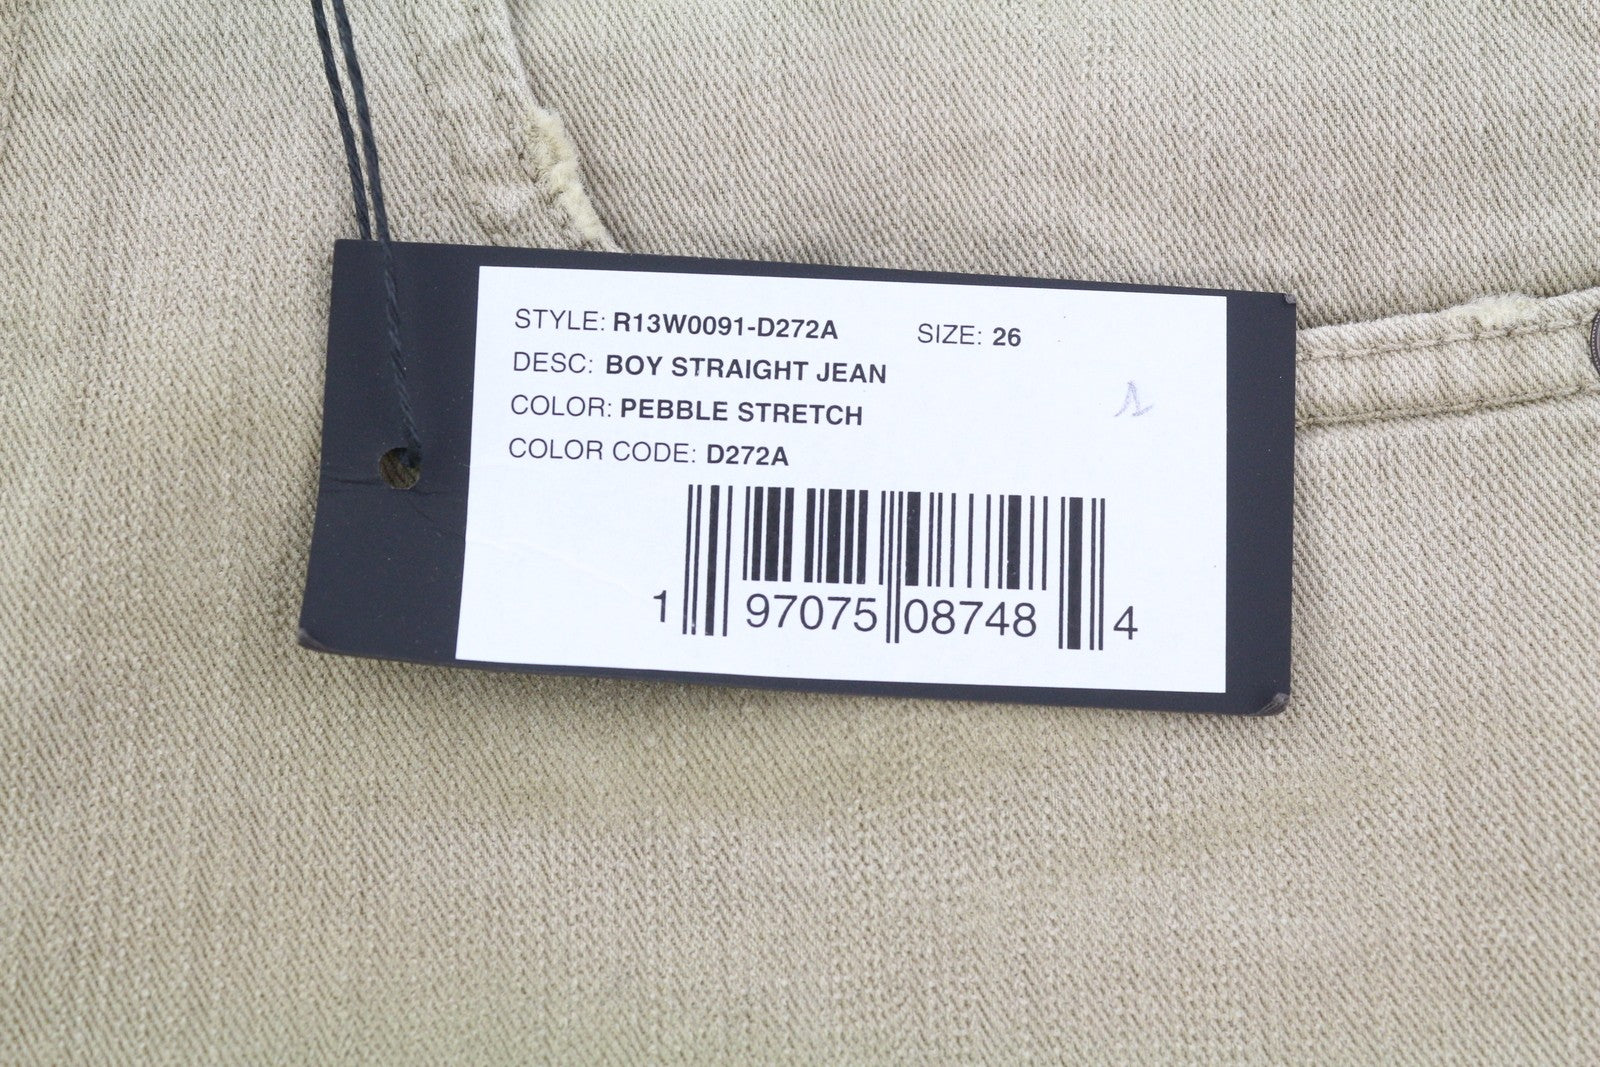 STYLE: R13W0091-D272A SIZE: 26
DESC: BOY STRAIGHT JEAN
COLOR: PEBBLE STRETCH
COLOR CODE: D272A
1 97075 08748 4